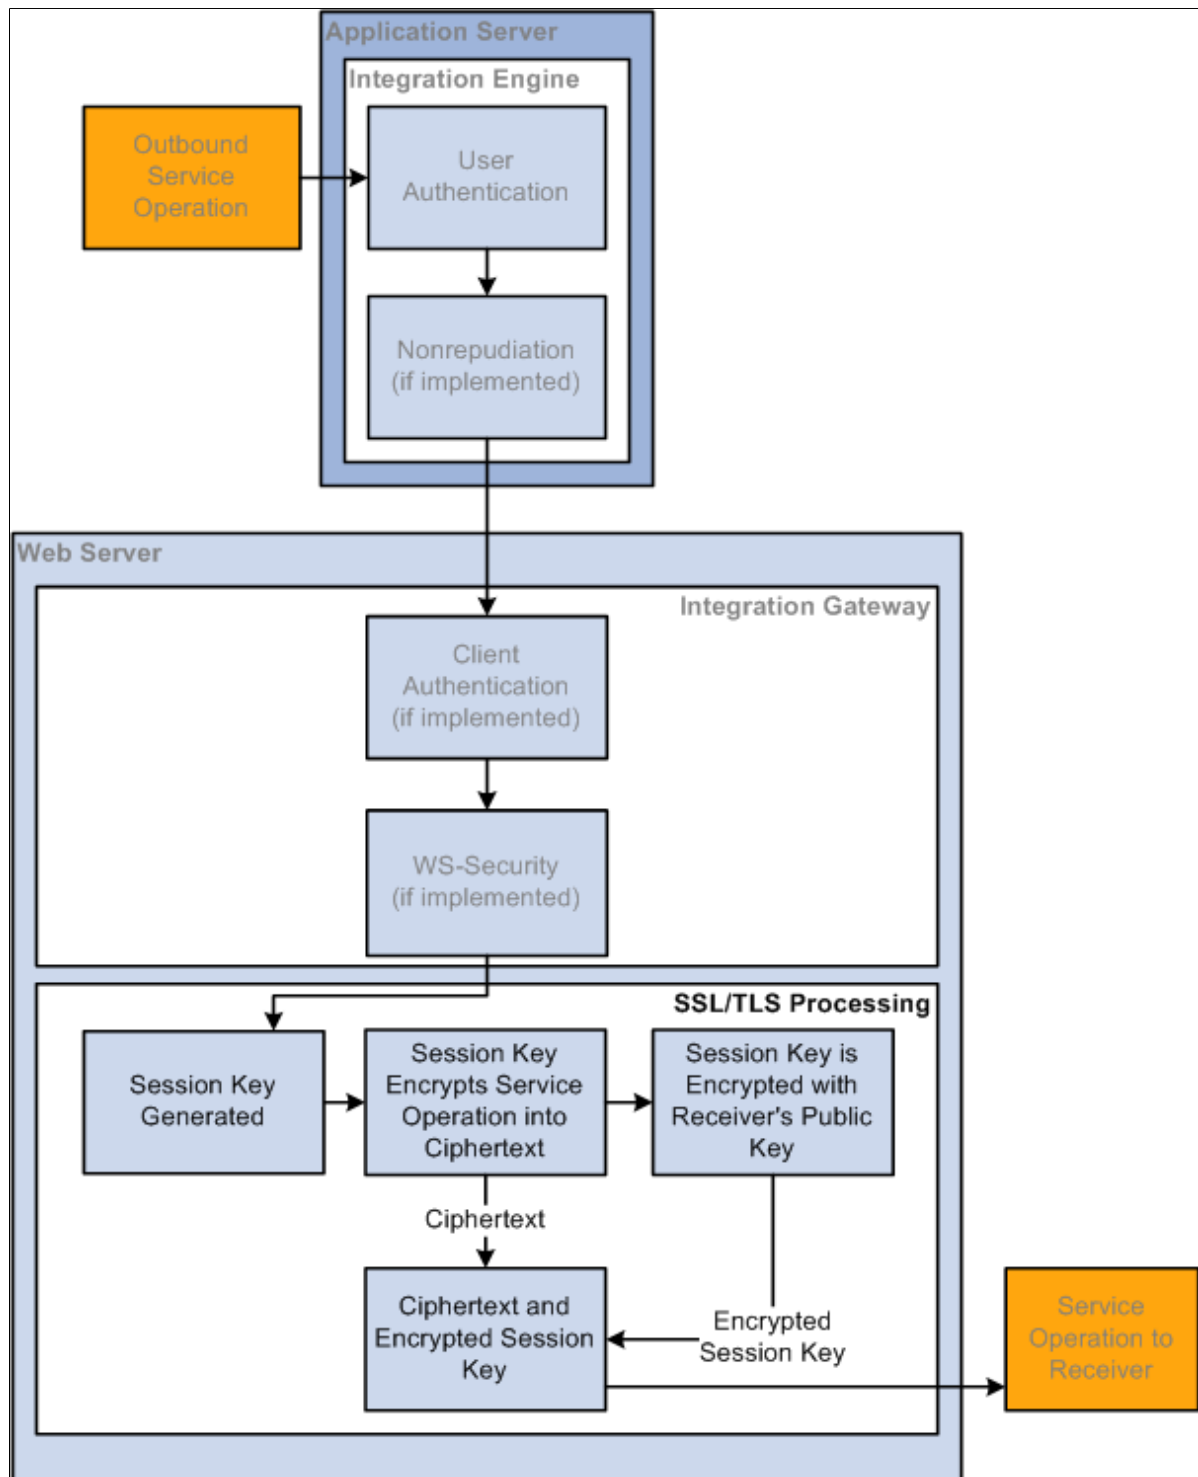 Application Server
Integration Engine
Outbound
Service
Operation
User
Authentication
Nonrepudiation
(if implemented)
Web Server
Integration Gateway
Client
Authentication
(if implemented)
WS-Security
(if implemented)
SSL/TLS Processing
Session Key
Generated
Session Key
Encrypts Service
Operation into
Ciphertext
Session Key is
Encrypted with
Receiver's Public
Key
Ciphertext
Ciphertext and
Encrypted Session
Key
Encrypted
Session Key
Service
Operation to
Receiver